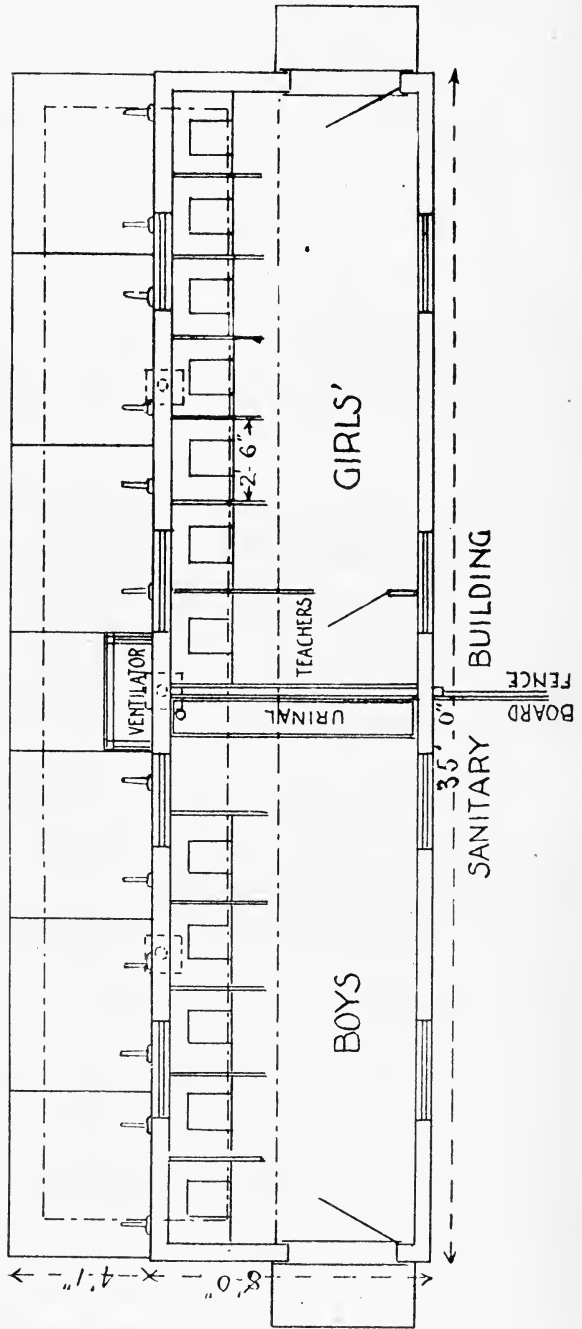 4'-1"
8'-0"
VENTILATOR
2'-6"
BOYS
URINAL
TEACHERS
GIRLS'
35'0"
SANITARY BUILDING
BOARD FENCE